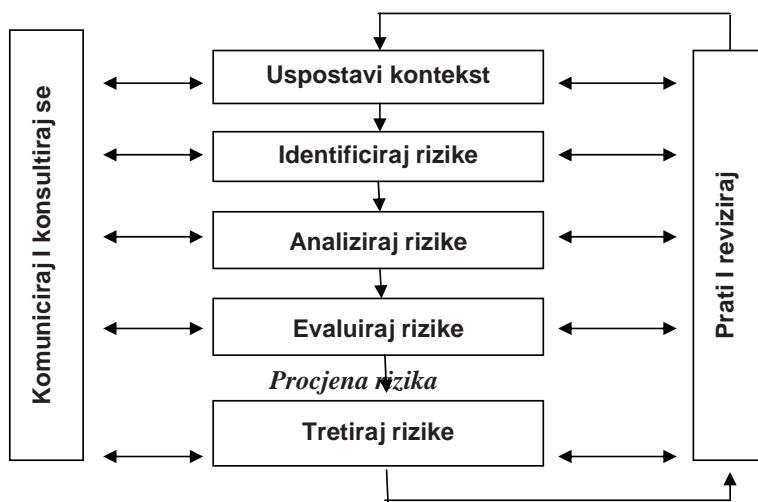 Komuniciraj I konsultiraj se
Uspostavi kontekst
Identificiraj rizike
Analiziraj rizike
Evaluiraj rizike
Procjena rizika
Tretiraj rizike
Prati I reviziraj